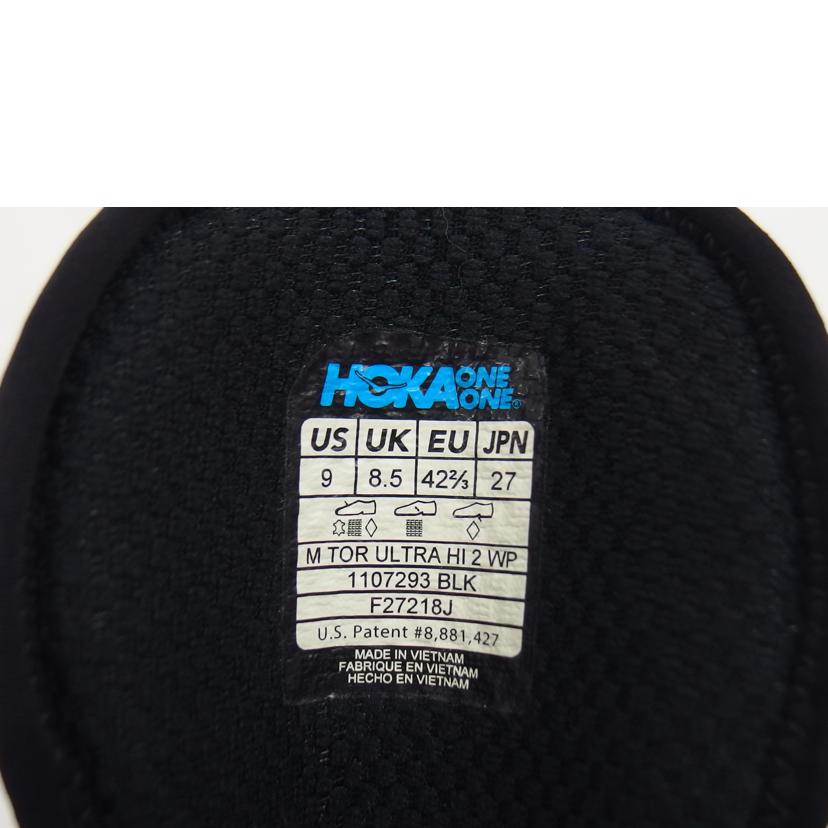 HOKA ONE ONE®
US UK EU JPN
9 8.5 42⅔ 27
M TOR ULTRA HI 2 WP
1107293 BLK
F27218J
U.S. Patent #8,881,427
MADE IN VIETNAM
FABRIQUE EN VIETNAM
HECHO EN VIETNAM